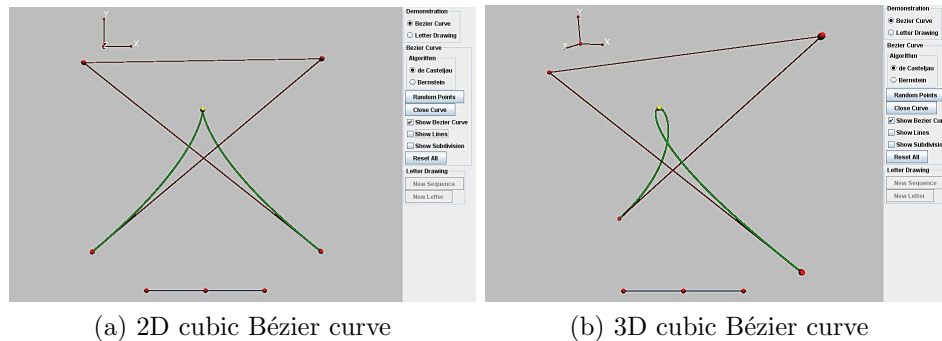 Y
Z X
Demonstration
Bezier Curve
Letter Drawing
Bezier Curve
Algorithm
de Casteljau
Bernstein
Random Points
Close Curve
Show Bezier Curve
Show Lines
Show Subdivision
Reset All
Letter Drawing
New Sequence
New Letter
Y
Z X
Demonstration
Bezier Curve
Letter Drawing
Bezier Curve
Algorithm
de Casteljau
Bernstein
Random Points
Close Curve
Show Bezier Cur
Show Lines
Show Subdivisio
Reset All
Letter Drawing
New Sequence
New Letter
(a) 2D cubic Bézier curve
(b) 3D cubic Bézier curve